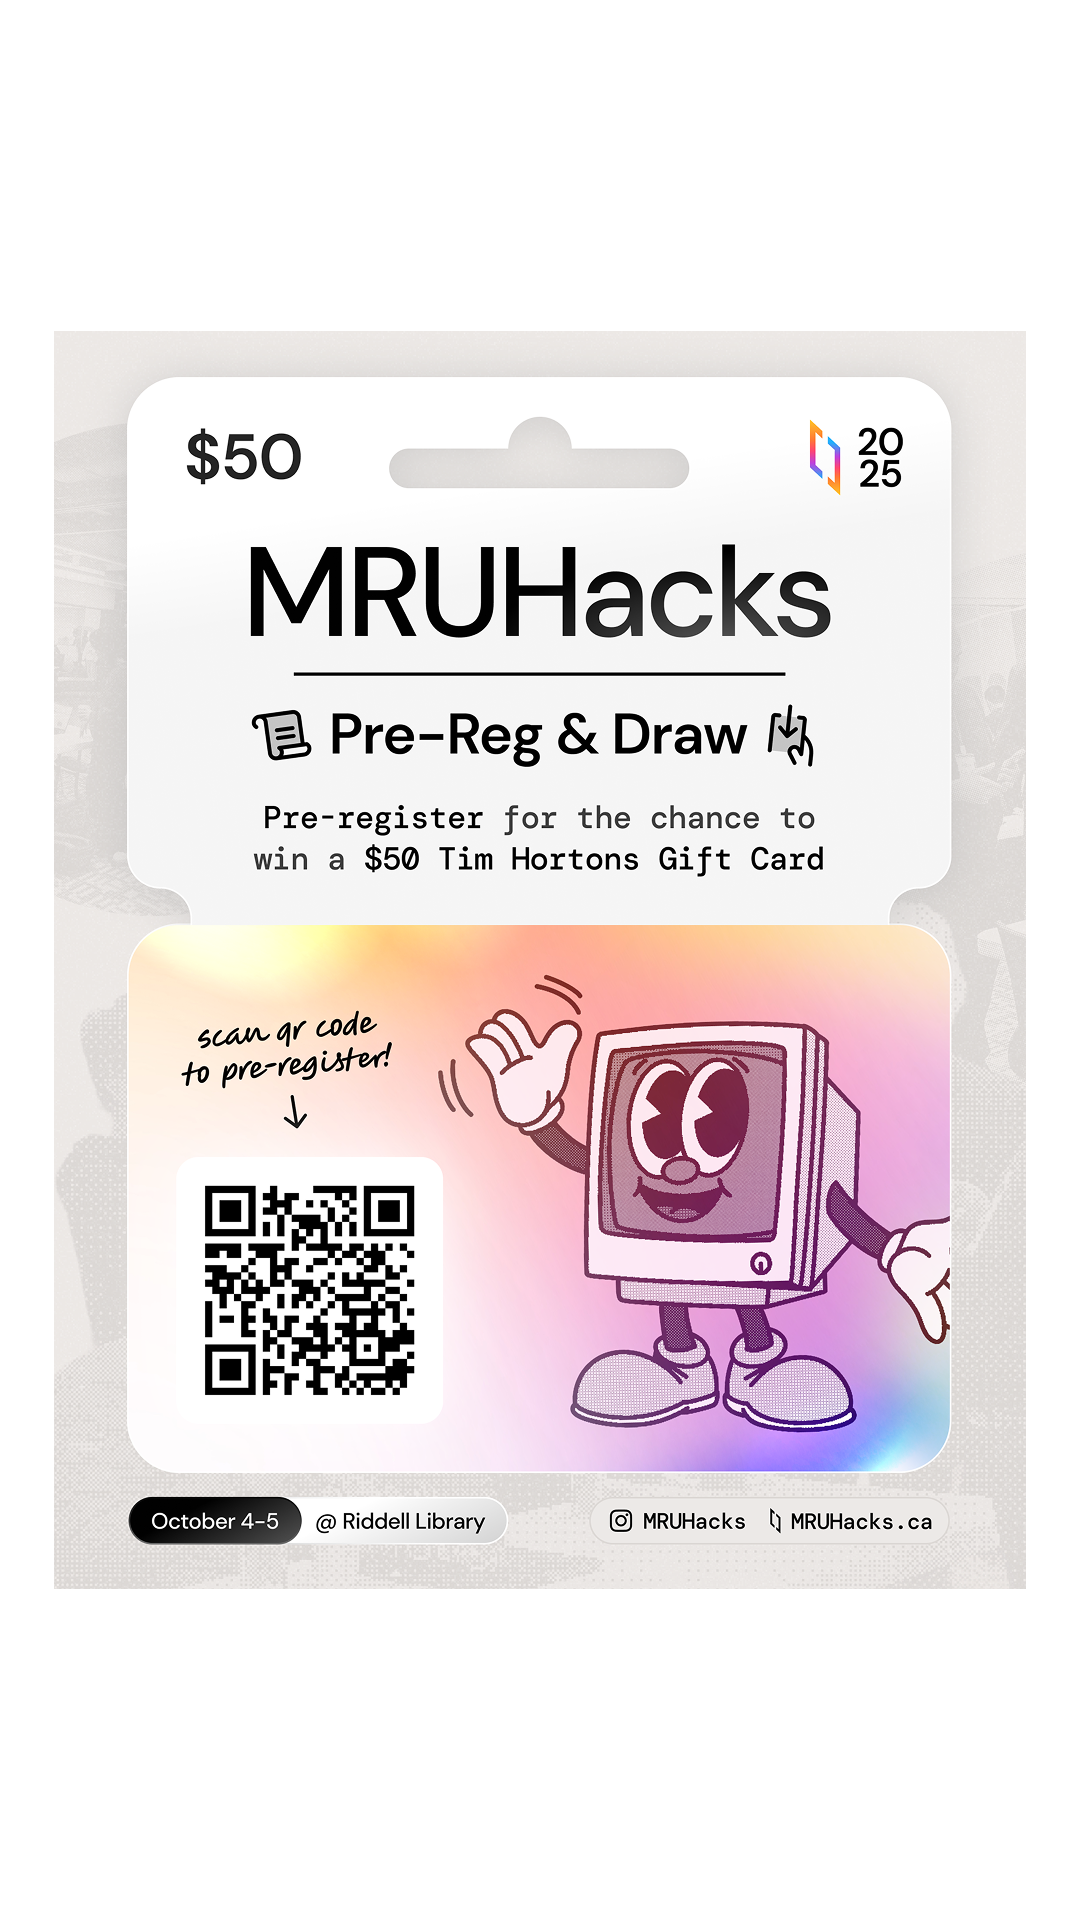 $50
20
25
MRUHacks
Pre-Reg & Draw
Pre-register for the chance to
win a $50 Tim Hortons Gift Card
scan qr code
to pre-register!
October 4-5 @ Riddell Library
MRUHacks MRUHacks.ca